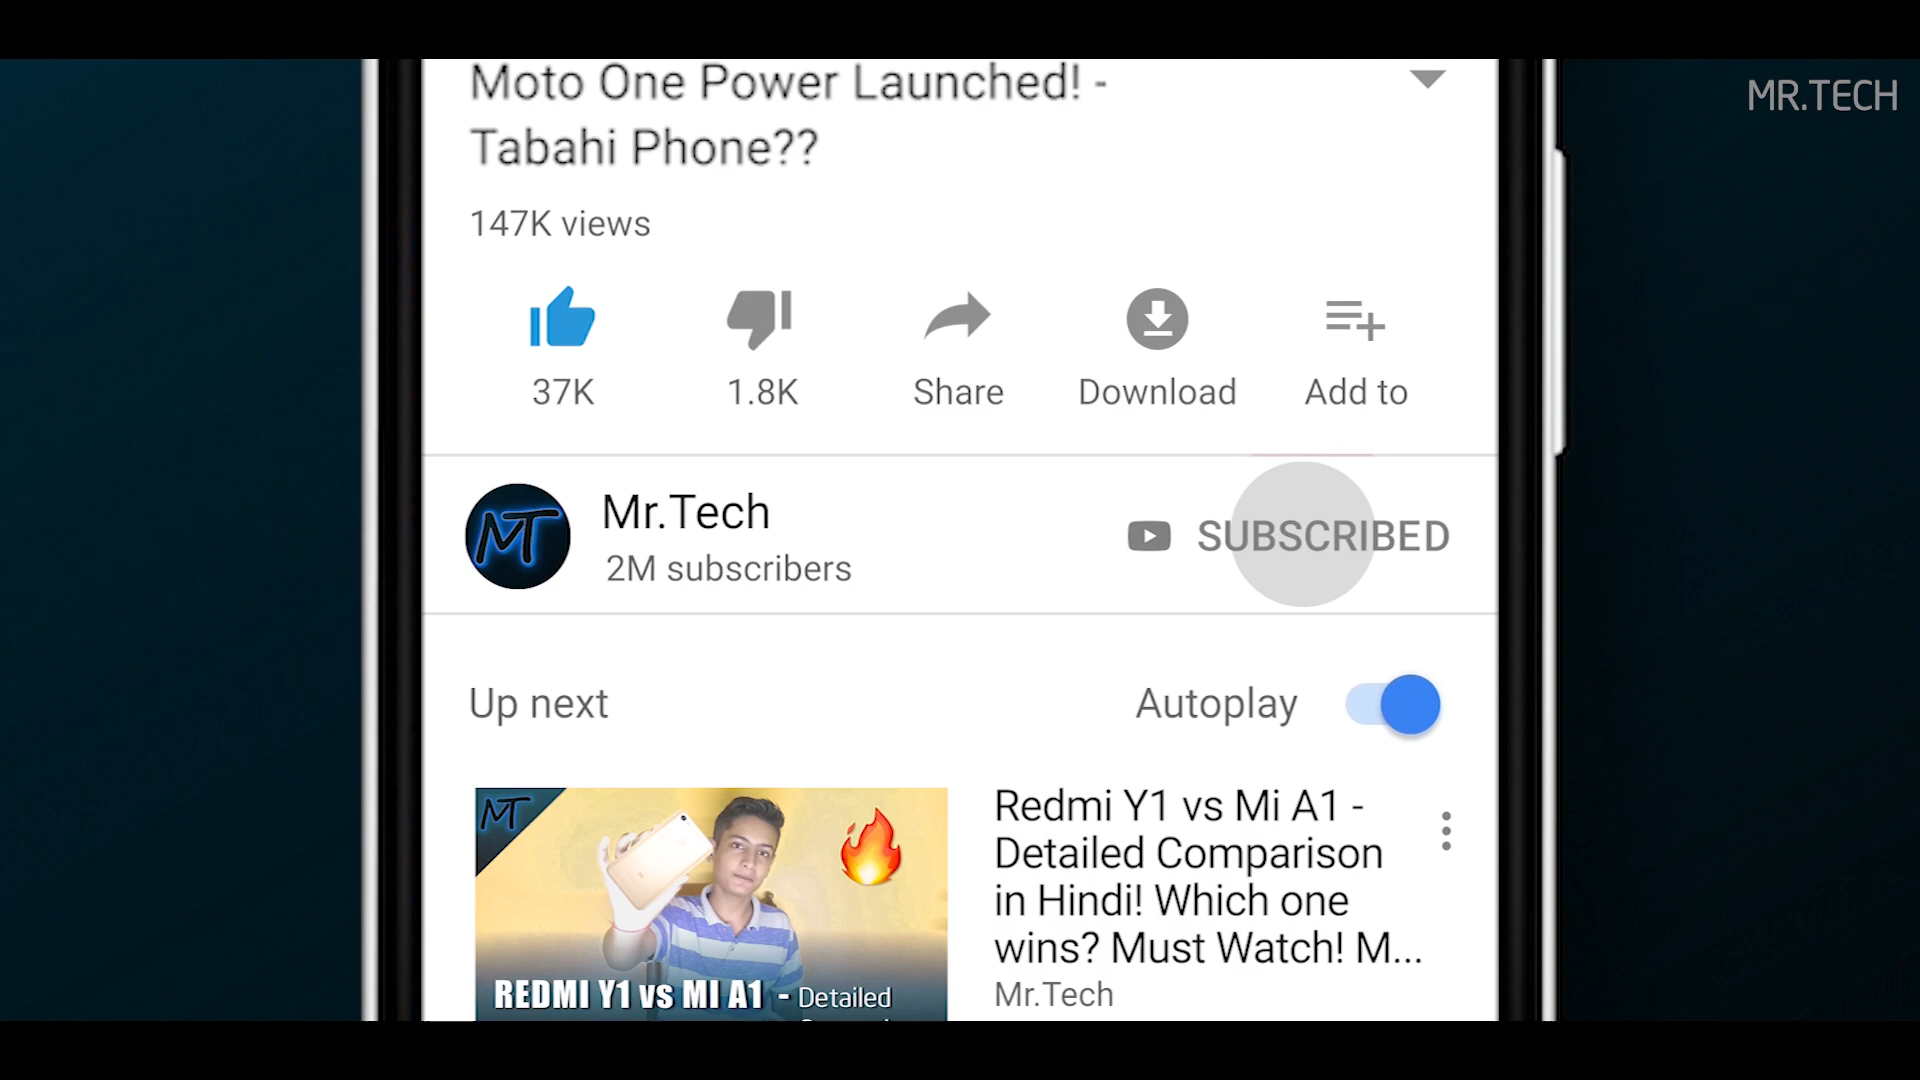 MR.TECH
Moto One Power Launched! -
Tabahi Phone??
147K views
37K
1.8K
Share
Download
Add to
MT
Mr.Tech
2M subscribers
SUBSCRIBED
Up next
Autoplay
MT
REDMI Y1 vs MI A1 - Detailed
Redmi Y1 vs Mi A1 -
Detailed Comparison
in Hindi! Which one
wins? Must Watch! M...
Mr.Tech